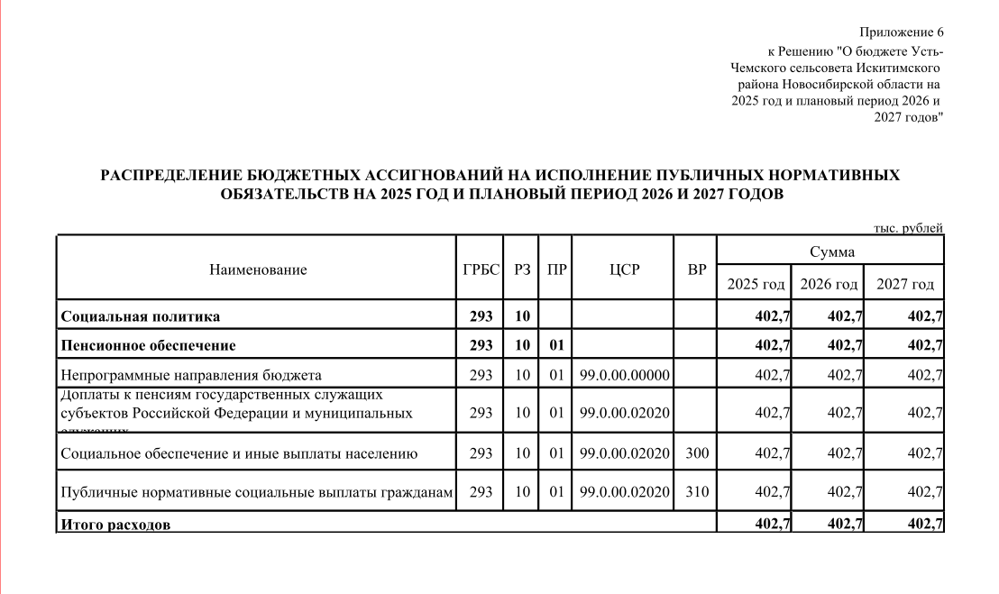 Приложение 6
к Решению "О бюджете Усть-
Чемского сельсовета Искитимского
района Новосибирской области на
2025 год и плановый период 2026 и
2027 годов"
РАСПРЕДЕЛЕНИЕ БЮДЖЕТНЫХ АССИГНОВАНИЙ НА ИСПОЛНЕНИЕ ПУБЛИЧНЫХ НОРМАТИВНЫХ
ОБЯЗАТЕЛЬСТВ НА 2025 ГОД И ПЛАНОВЫЙ ПЕРИОД 2026 И 2027 ГОДОВ
тыс. рублей
Наименование ГРБС РЗ ПР ЦСР ВР Сумма
2025 год 2026 год 2027 год
Социальная политика 293 10 402,7 402,7 402,7
Пенсионное обеспечение 293 10 01 402,7 402,7 402,7
Непрограммные направления бюджета 293 10 01 99.0.00.00000 402,7 402,7 402,7
Доплаты к пенсиям государственных служащих
субъектов Российской Федерации и муниципальных 293 10 01 99.0.00.02020 402,7 402,7 402,7
служащих
Социальное обеспечение и иные выплаты населению 293 10 01 99.0.00.02020 300 402,7 402,7 402,7
Публичные нормативные социальные выплаты гражданам 293 10 01 99.0.00.02020 310 402,7 402,7 402,7
Итого расходов 402,7 402,7 402,7